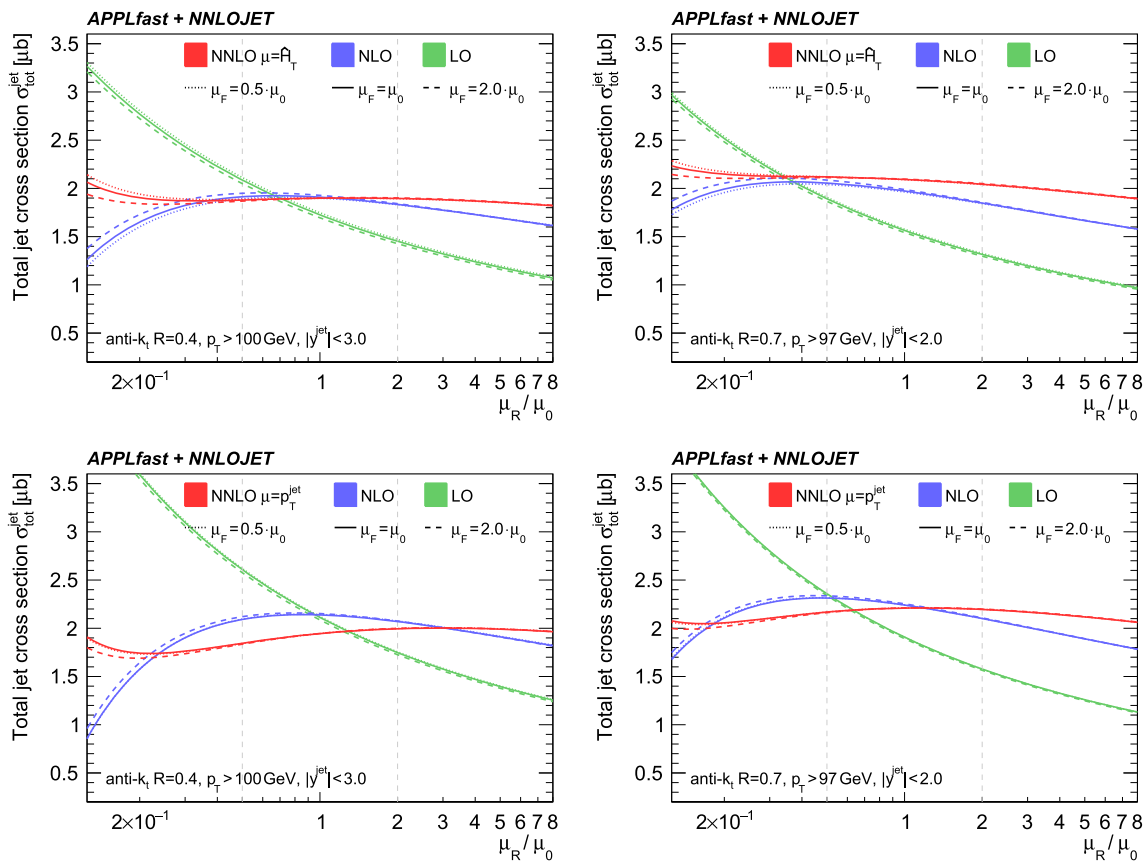 APPLfast + NNLOJET
Total jet cross section σ_tot^jet [μb]
3.5
3
2.5
2
1.5
1
0.5
NNLO μ=Ĥ_T NLO LO
μ_F=0.5·μ_0 μ_F=μ_0 μ_F=2.0·μ_0
anti-k_t R=0.4, p_T>100 GeV, |y^jet|<3.0
2×10⁻¹ 1 2 3 4 5 6 7 8
μ_R / μ_0
APPLfast + NNLOJET
Total jet cross section σ_tot^jet [μb]
3.5
3
2.5
2
1.5
1
0.5
NNLO μ=Ĥ_T NLO LO
μ_F=0.5·μ_0 μ_F=μ_0 μ_F=2.0·μ_0
anti-k_t R=0.7, p_T>97 GeV, |y^jet|<2.0
2×10⁻¹ 1 2 3 4 5 6 7 8
μ_R / μ_0
APPLfast + NNLOJET
Total jet cross section σ_tot^jet [μb]
3.5
3
2.5
2
1.5
1
0.5
NNLO μ=p_T^jet NLO LO
μ_F=0.5·μ_0 μ_F=μ_0 μ_F=2.0·μ_0
anti-k_t R=0.4, p_T>100 GeV, |y^jet|<3.0
2×10⁻¹ 1 2 3 4 5 6 7 8
μ_R / μ_0
APPLfast + NNLOJET
Total jet cross section σ_tot^jet [μb]
3.5
3
2.5
2
1.5
1
0.5
NNLO μ=p_T^jet NLO LO
μ_F=0.5·μ_0 μ_F=μ_0 μ_F=2.0·μ_0
anti-k_t R=0.7, p_T>97 GeV, |y^jet|<2.0
2×10⁻¹ 1 2 3 4 5 6 7 8
μ_R / μ_0